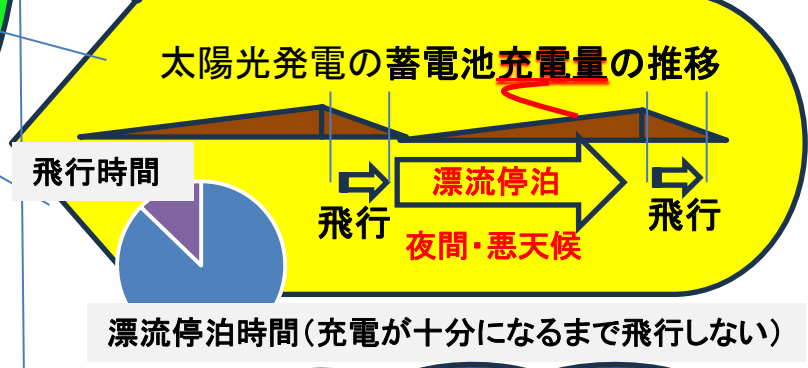 太陽光発電の蓄電池充電量の推移
飛行時間
漂流停泊
飛行
飛行
夜間・悪天候
漂流停泊時間(充電が十分になるまで飛行しない)